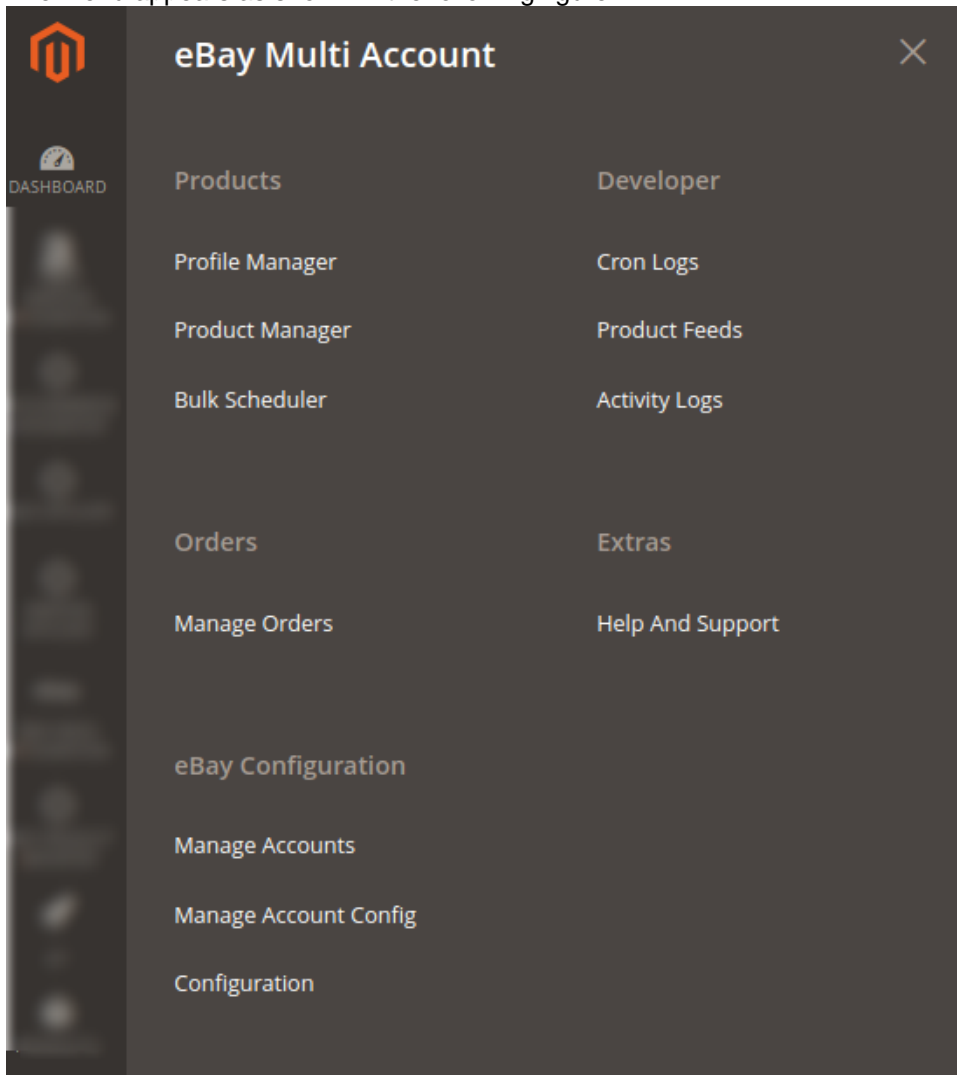 eBay Multi Account
DASHBOARD
Products
Profile Manager
Product Manager
Bulk Scheduler
Developer
Cron Logs
Product Feeds
Activity Logs
Orders
Manage Orders
Extras
Help And Support
eBay Configuration
Manage Accounts
Manage Account Config
Configuration